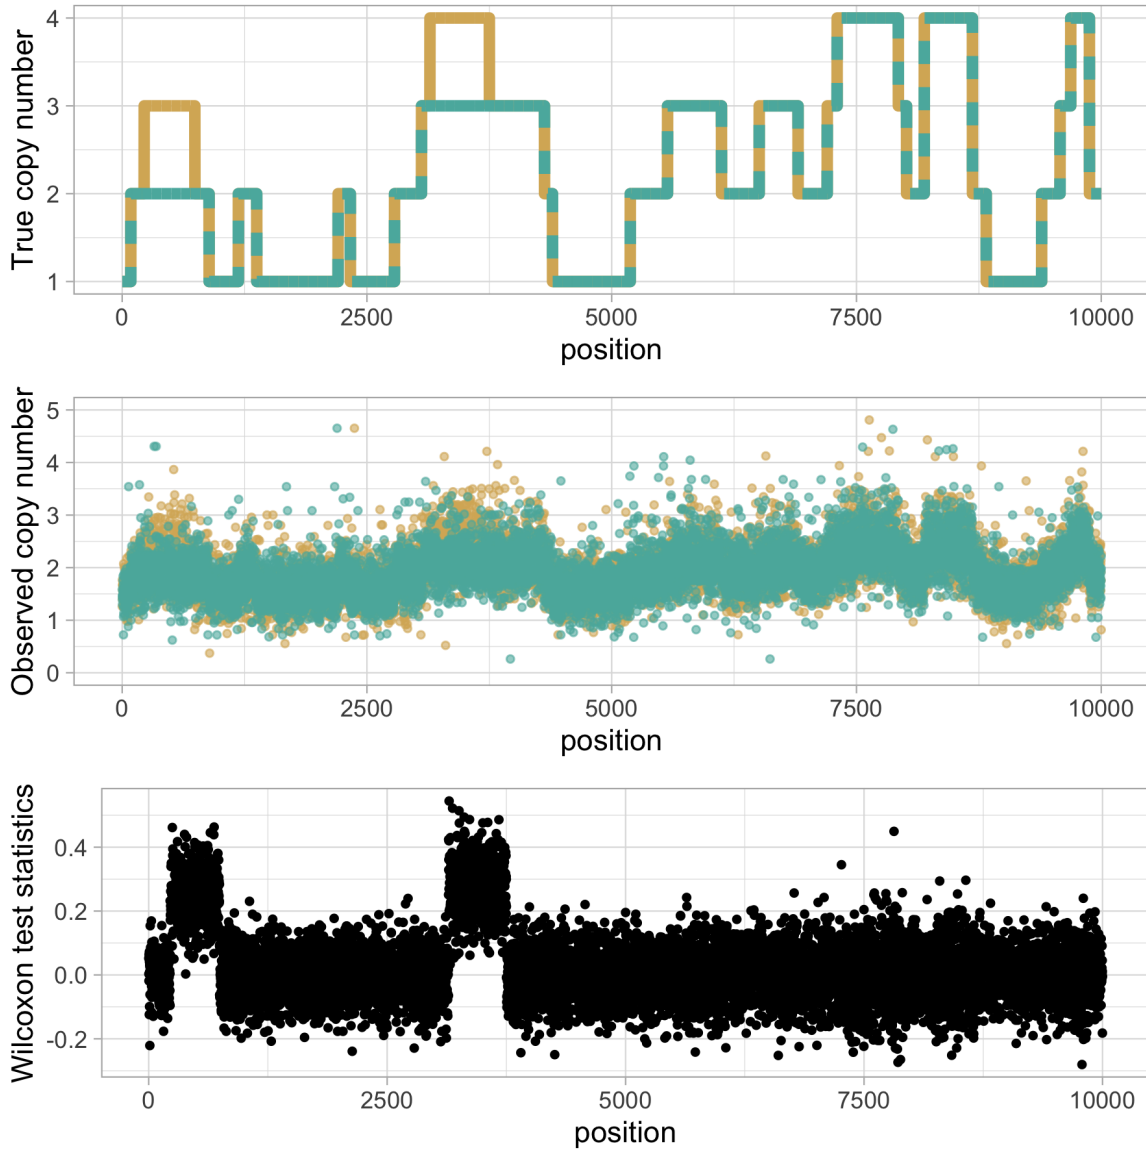 True copy number
4
3
2
1
0 2500 5000 7500 10000
position
Observed copy number
5
4
3
2
1
0
0 2500 5000 7500 10000
position
Wilcoxon test statistics
0.4
0.2
0.0
-0.2
0 2500 5000 7500 10000
position